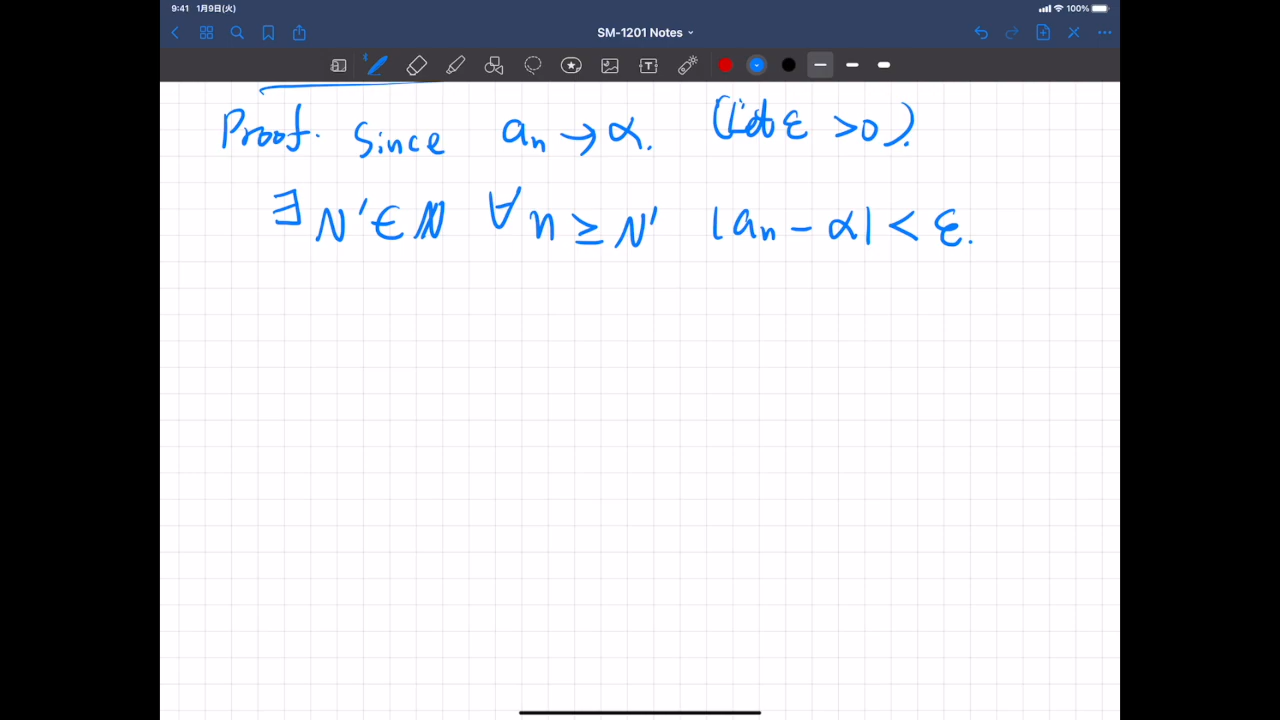 9:41 1月9日(火) 100%
SM-1201 Notes
Proof. Since aₙ → α. (Let ε > 0).
∃ N' ∈ ℕ ∀ n ≥ N' |aₙ - α| < ε.